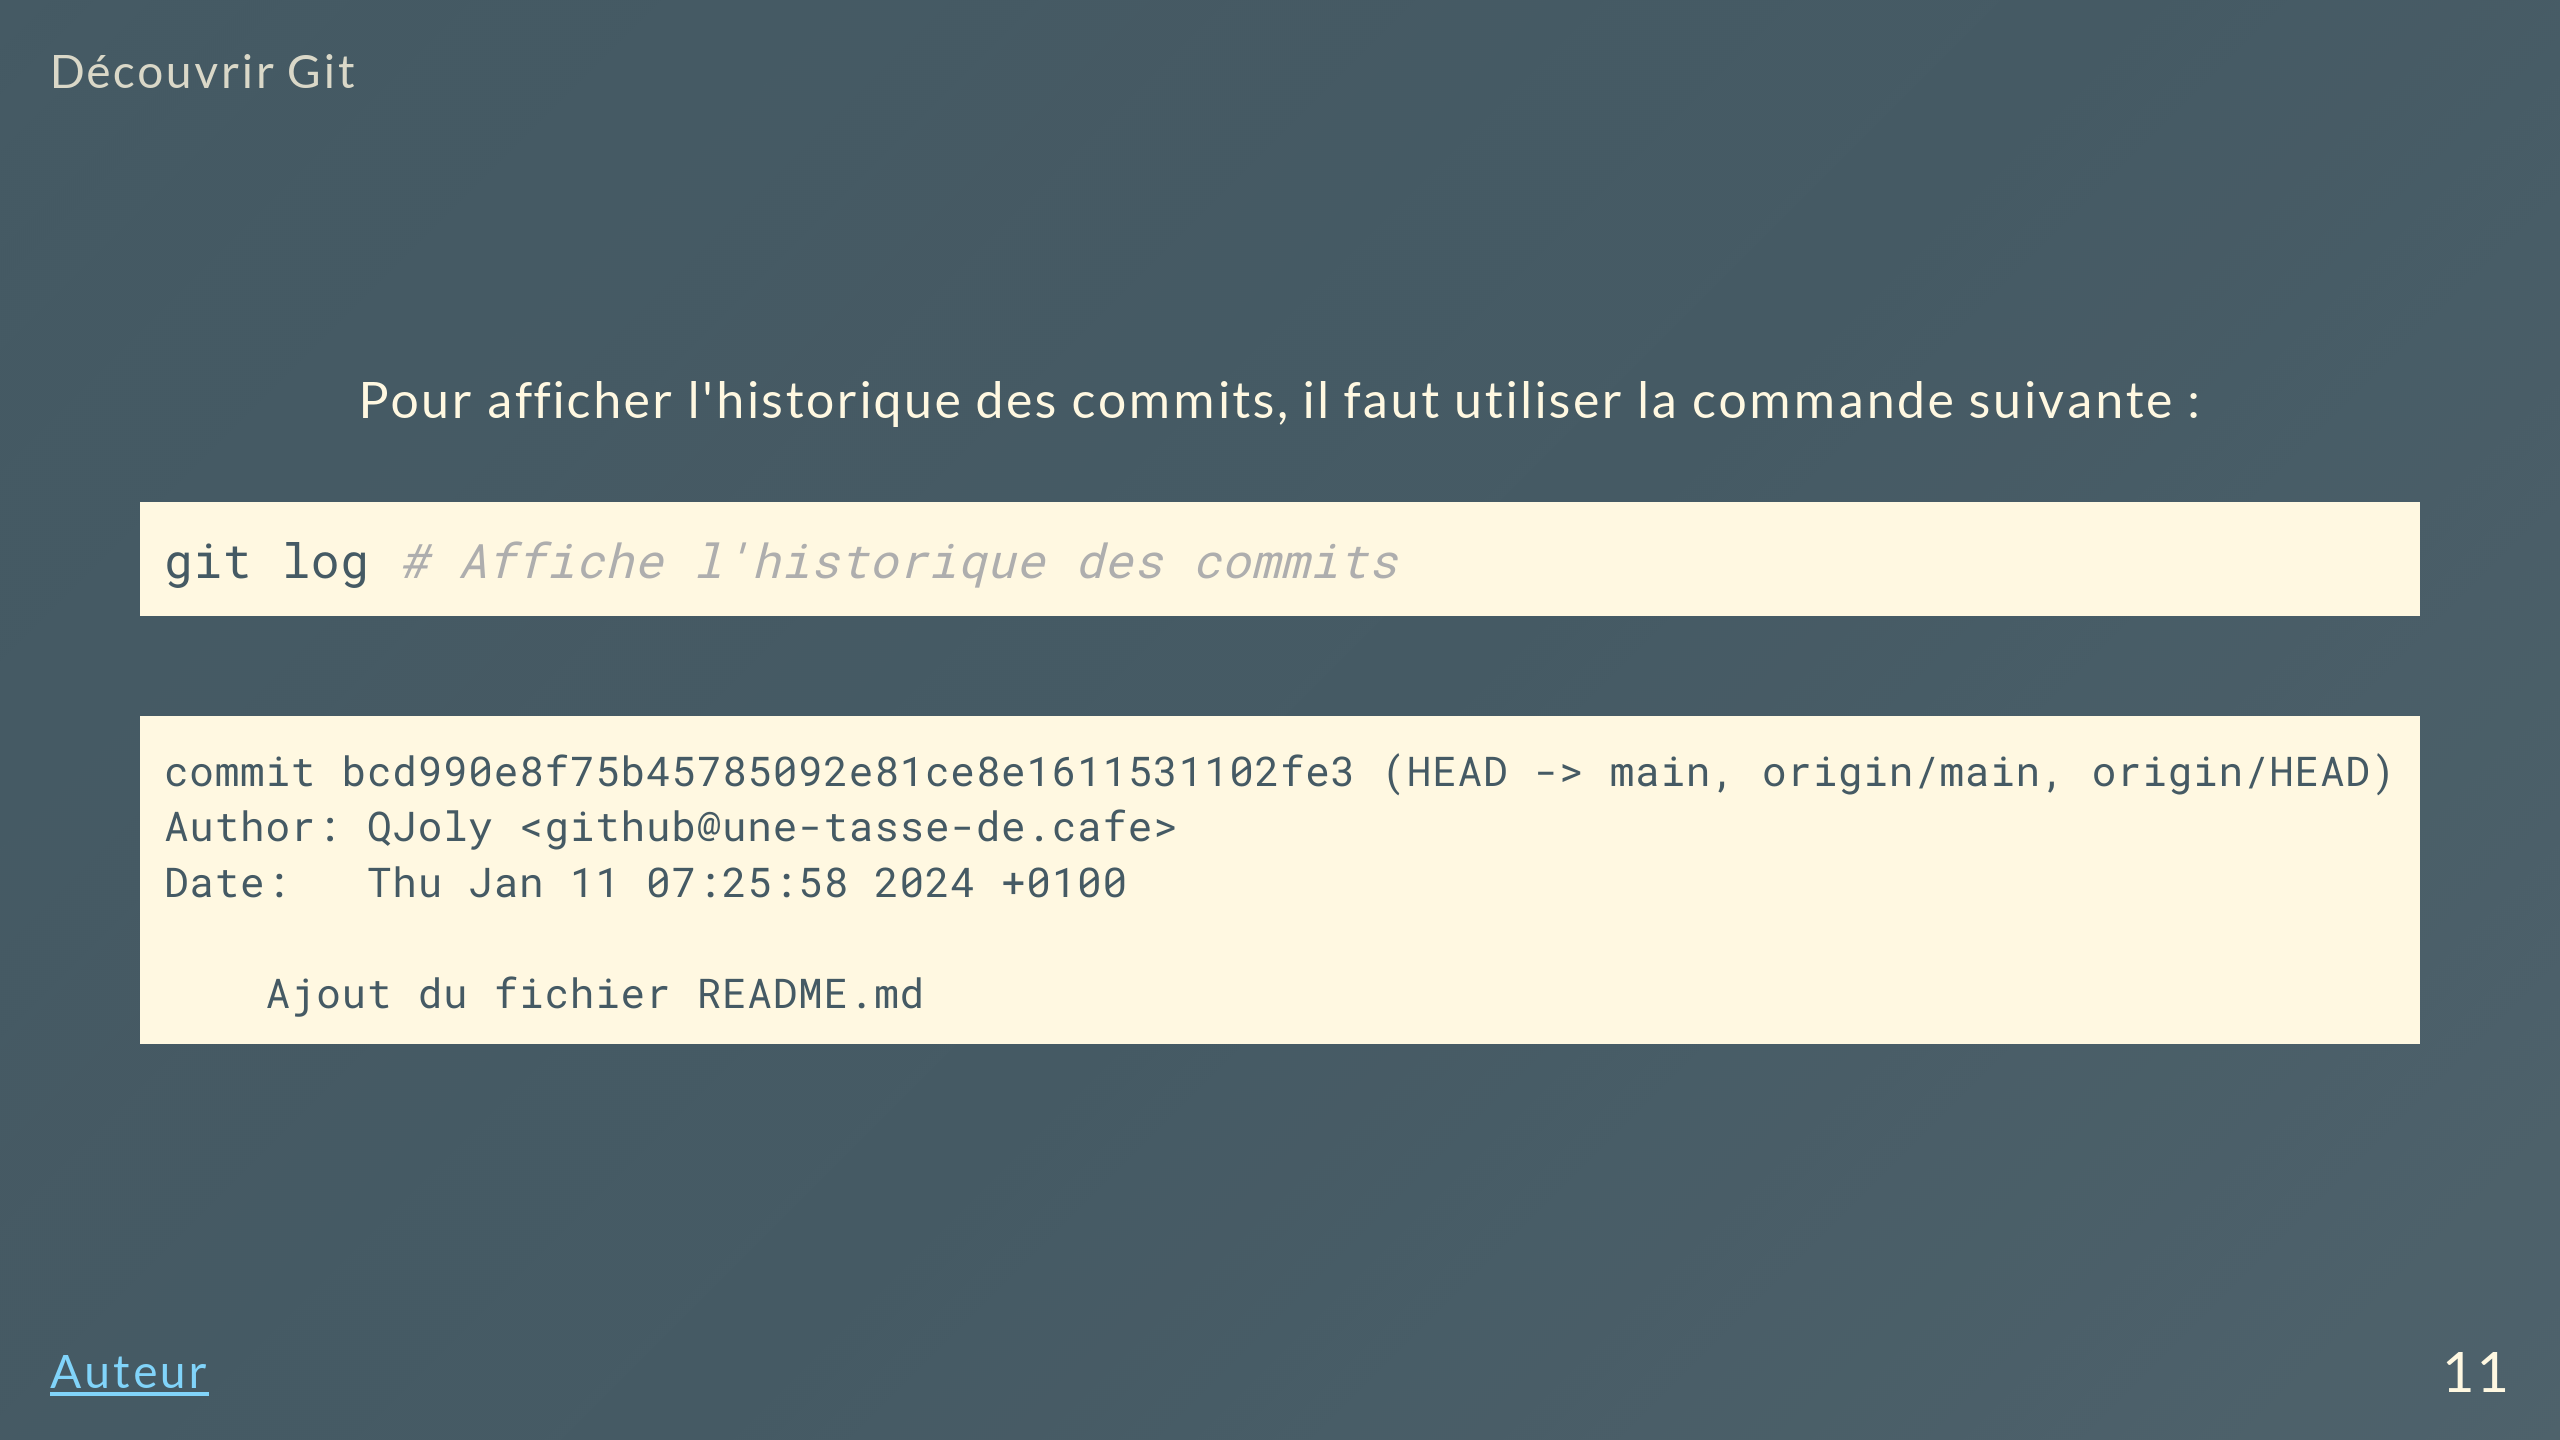 Découvrir Git
Pour afficher l'historique des commits, il faut utiliser la commande suivante :
git log # Affiche l'historique des commits
commit bcd990e8f75b45785092e81ce8e1611531102fe3 (HEAD -> main, origin/main, origin/HEAD)
Author: QJoly <github@une-tasse-de.cafe>
Date:   Thu Jan 11 07:25:58 2024 +0100
    Ajout du fichier README.md
Auteur
11